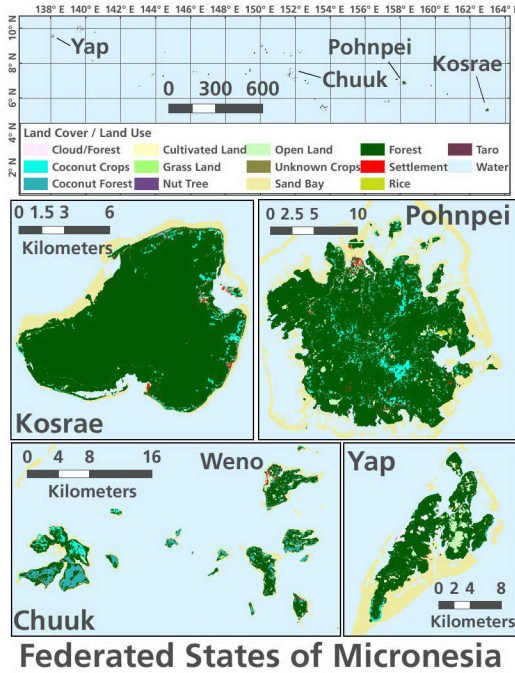 138° E 140° E 142° E 144° E 146° E 148° E 150° E 152° E 154° E 156° E 158° E 160° E 162° E 164° E
10° N
8° N
6° N
4° N
2° N
Yap
Pohnpei
Chuuk
Kosrae
0 300 600
Land Cover / Land Use
Cloud/Forest Cultivated Land Open Land Forest Taro
Coconut Crops Grass Land Unknown Crops Settlement Water
Coconut Forest Nut Tree Sand Bay Rice
0 1.5 3 6
Kilometers
Kosrae
0 2.5 5 10
Pohnpei
0 4 8 16
Kilometers
Weno
Chuuk
Yap
0 2 4 8
Kilometers
Federated States of Micronesia